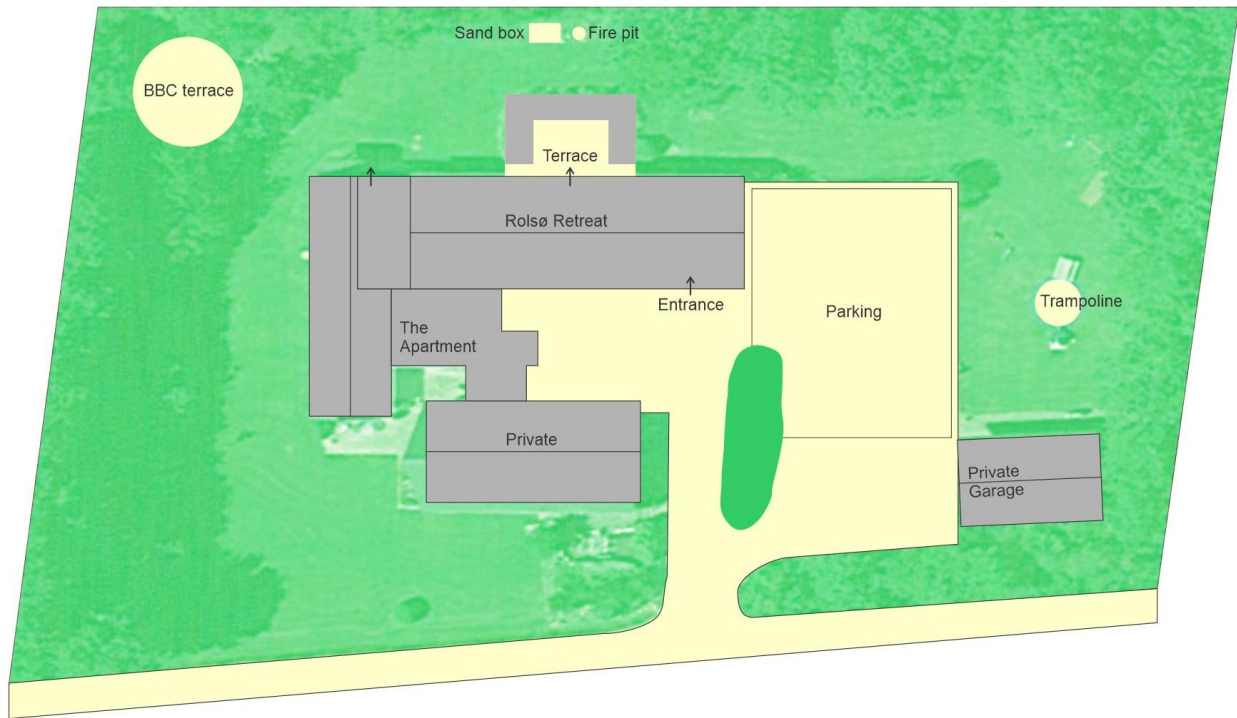 Sand box
Fire pit
BBC terrace
Terrace
Rolsø Retreat
Entrance
Parking
Trampoline
The
Apartment
Private
Private
Garage